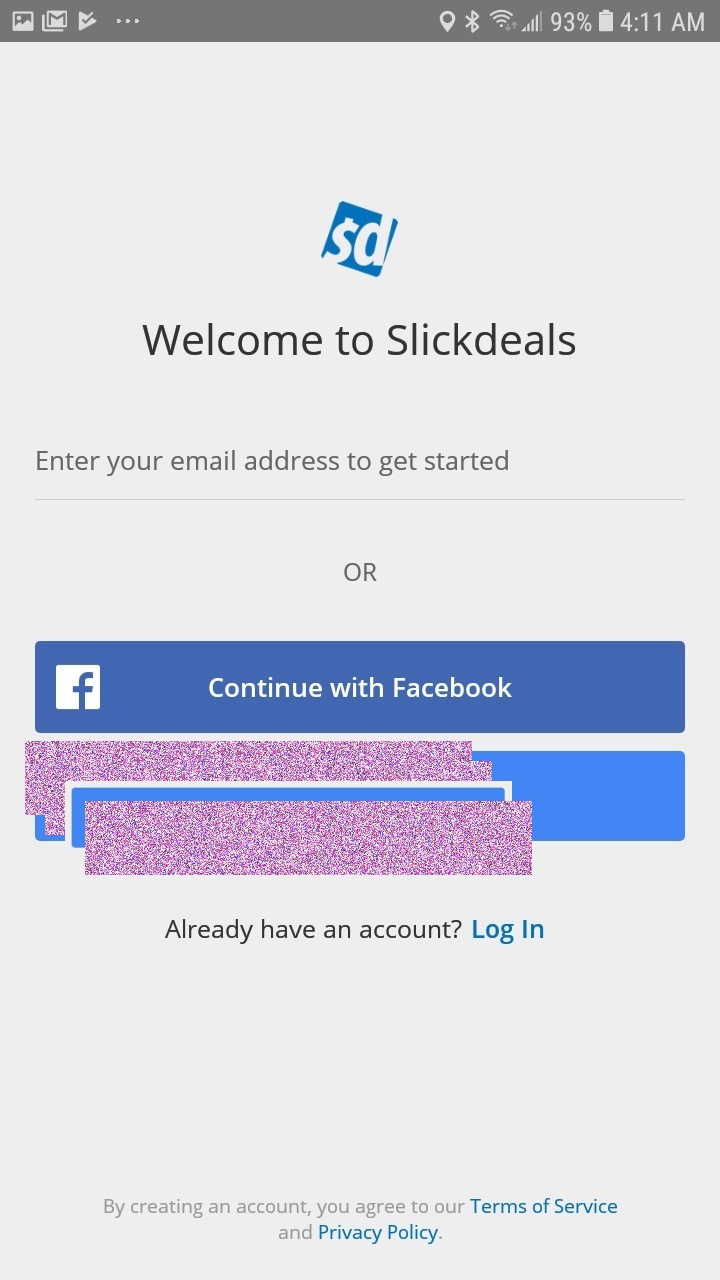 93% 4:11 AM
sd
Welcome to Slickdeals
Enter your email address to get started
OR
Continue with Facebook
Already have an account? Log In
By creating an account, you agree to our Terms of Service
and Privacy Policy.